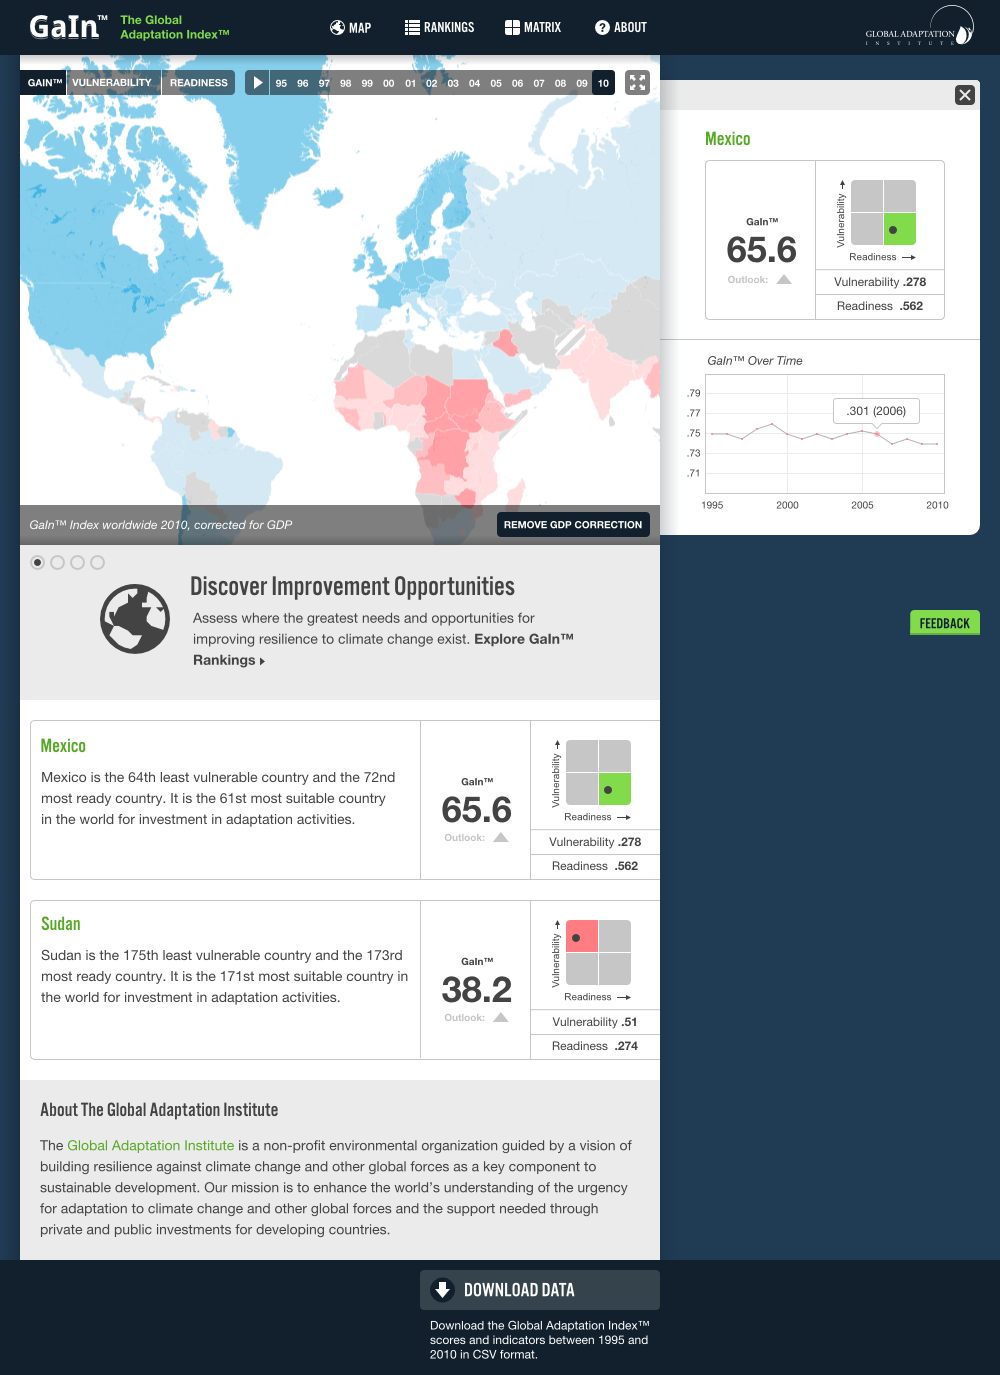 GaIn™
The Global
Adaptation Index™
MAP
RANKINGS
MATRIX
ABOUT
GLOBAL ADAPTATION
INSTITUTE
GAIN™ VULNERABILITY READINESS
95 96 97 98 99 00 01 02 03 04 05 06 07 08 09 10
Mexico
GaIn™
65.6
Outlook:
Vulnerability
Readiness
Vulnerability .278
Readiness .562
GaIn™ Over Time
.79
.77
.75
.73
.71
.301 (2006)
1995 2000 2005 2010
GaIn™ Index worldwide 2010, corrected for GDP
REMOVE GDP CORRECTION
Discover Improvement Opportunities
Assess where the greatest needs and opportunities for
improving resilience to climate change exist. Explore GaIn™
Rankings
FEEDBACK
Mexico
Mexico is the 64th least vulnerable country and the 72nd
most ready country. It is the 61st most suitable country
in the world for investment in adaptation activities.
GaIn™
65.6
Outlook:
Vulnerability
Readiness
Vulnerability .278
Readiness .562
Sudan
Sudan is the 175th least vulnerable country and the 173rd
most ready country. It is the 171st most suitable country in
the world for investment in adaptation activities.
GaIn™
38.2
Outlook:
Vulnerability
Readiness
Vulnerability .51
Readiness .274
About The Global Adaptation Institute
The Global Adaptation Institute is a non-profit environmental organization guided by a vision of
building resilience against climate change and other global forces as a key component to
sustainable development. Our mission is to enhance the world's understanding of the urgency
for adaptation to climate change and other global forces and the support needed through
private and public investments for developing countries.
DOWNLOAD DATA
Download the Global Adaptation Index™
scores and indicators between 1995 and
2010 in CSV format.